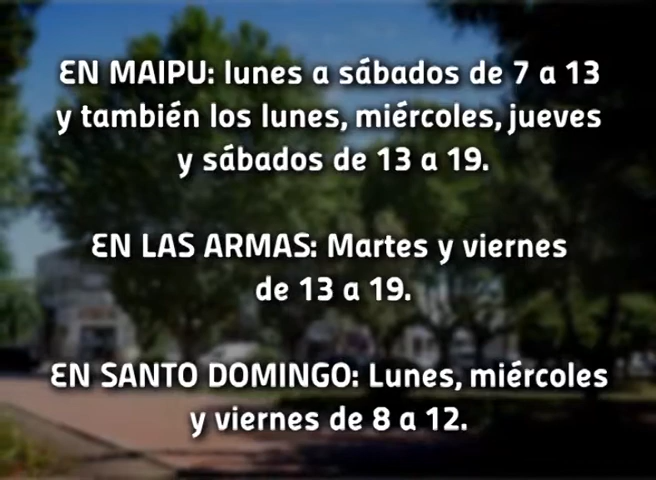 EN MAIPU: lunes a sábados de 7 a 13
y también los lunes, miércoles, jueves
y sábados de 13 a 19.
EN LAS ARMAS: Martes y viernes
de 13 a 19.
EN SANTO DOMINGO: Lunes, miércoles
y viernes de 8 a 12.